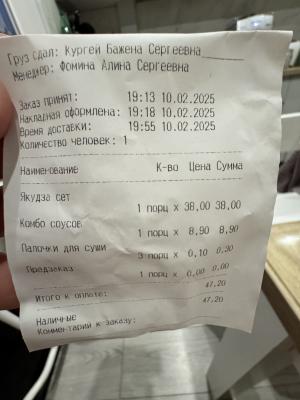 Груз сдал: Кургей Бажена Сергеевна
Менеджер: Фомина Алина Сергеевна
Заказ принят: 19:13 10.02.2025
Накладная оформлена: 19:18 10.02.2025
Время доставки: 19:55 10.02.2025
Количество человек: 1
Наименование К-во Цена Сумма
Якудза сет
1 порц х 38,00 38,00
Комбо соусов
1 порц х 8,90 8,90
Палочки для суши
3 порц х 0,10 0,30
Предзаказ
1 порц х 0,00 0,00
Итого к оплате: 47,20
Наличные 47,20
Комментарий к заказу: